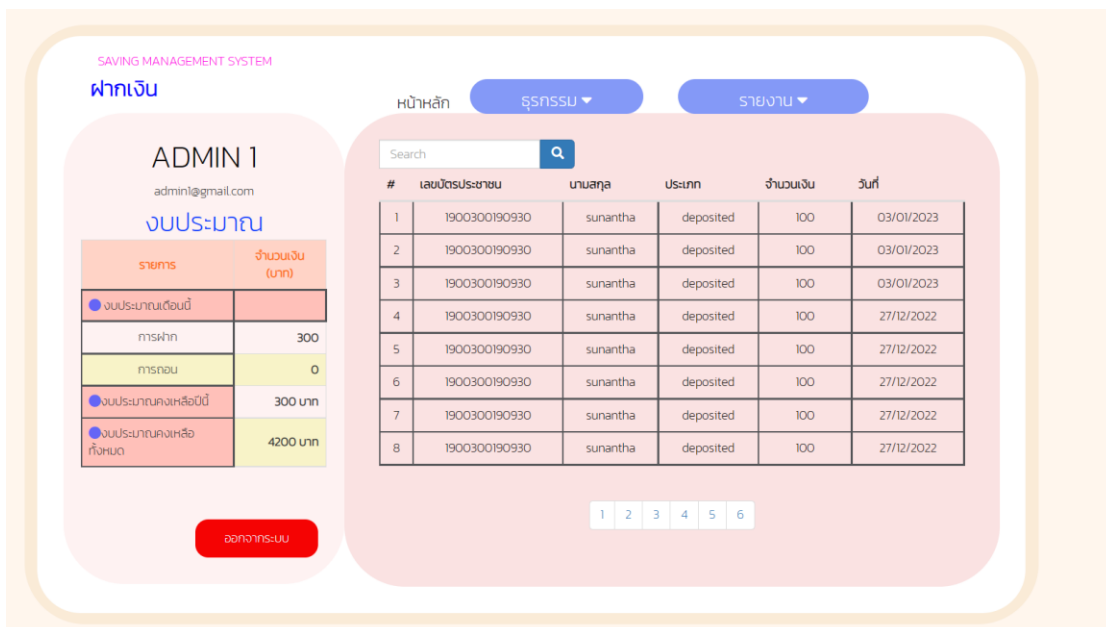 SAVING MANAGEMENT SYSTEM
ฝากเงิน
หน้าหลัก ธุรกรรม รายงาน
ADMIN 1
admin1@gmail.com
งบประมาณ
รายการ จำนวนเงิน (บาท)
งบประมาณเดือนนี้
การฝาก 300
การถอน 0
งบประมาณคงเหลือปีนี้ 300 บาท
งบประมาณคงเหลือ
ทั้งหมด 4200 บาท
ออกจากระบบ
Search
# เลขบัตรประชาชน นามสกุล ประเภท จำนวนเงิน วันที่
1 1900300190930 sunantha deposited 100 03/01/2023
2 1900300190930 sunantha deposited 100 03/01/2023
3 1900300190930 sunantha deposited 100 03/01/2023
4 1900300190930 sunantha deposited 100 27/12/2022
5 1900300190930 sunantha deposited 100 27/12/2022
6 1900300190930 sunantha deposited 100 27/12/2022
7 1900300190930 sunantha deposited 100 27/12/2022
8 1900300190930 sunantha deposited 100 27/12/2022
1 2 3 4 5 6